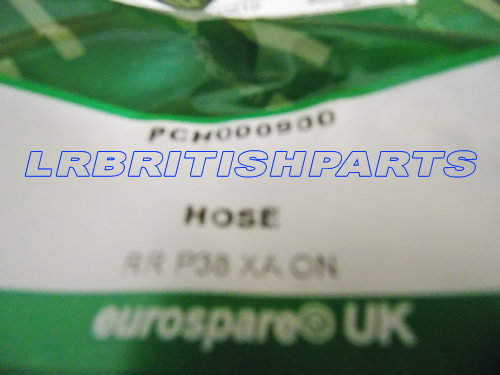 PCH000930
LRBRITISHPARTS
HOSE
RR P38 XA ON
eurospare® UK